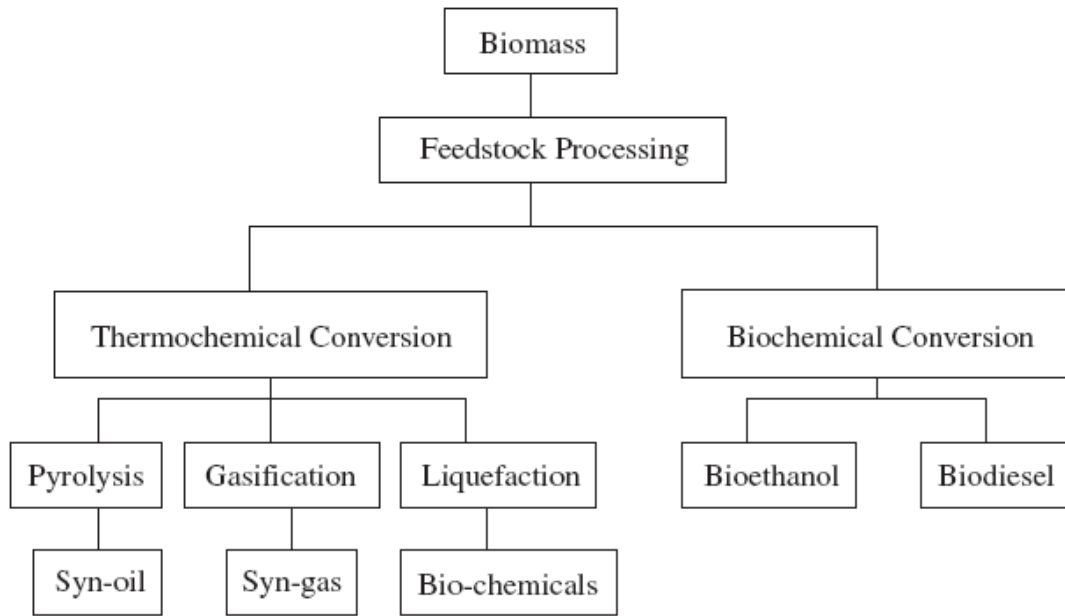 Biomass
Feedstock Processing
Thermochemical Conversion
Biochemical Conversion
Pyrolysis
Gasification
Liquefaction
Bioethanol
Biodiesel
Syn-oil
Syn-gas
Bio-chemicals